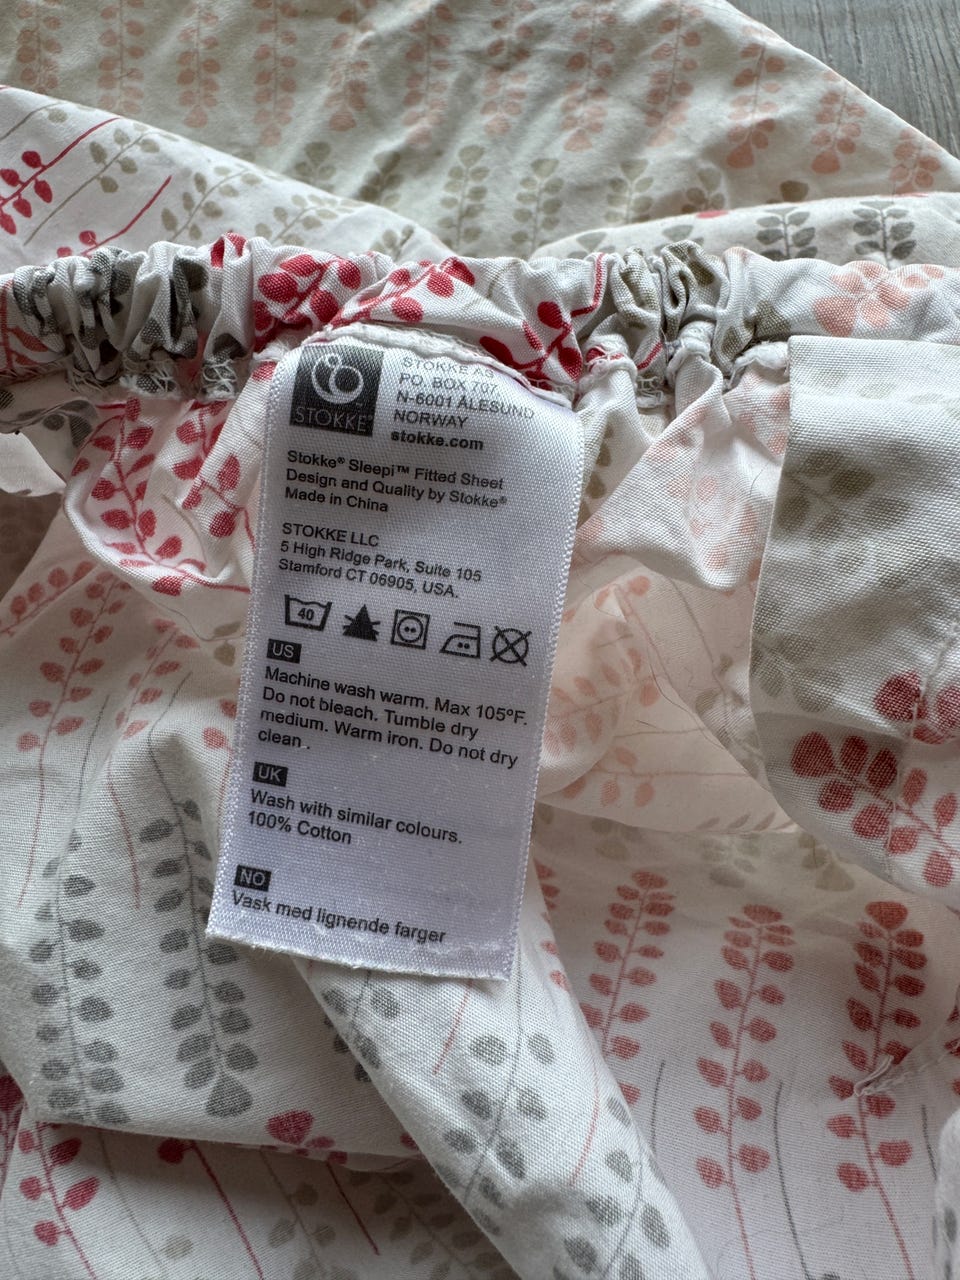 STOKKE
STOKKE AS
PO. BOX 707,
N-6001 ÅLESUND
NORWAY
stokke.com
Stokke® Sleepi™ Fitted Sheet
Design and Quality by Stokke®
Made in China
STOKKE LLC
5 High Ridge Park, Suite 105
Stamford CT 06905, USA.
40
US
Machine wash warm. Max 105ºF.
Do not bleach. Tumble dry
medium. Warm iron. Do not dry
clean .
UK
Wash with similar colours.
100% Cotton
NO
Vask med lignende farger